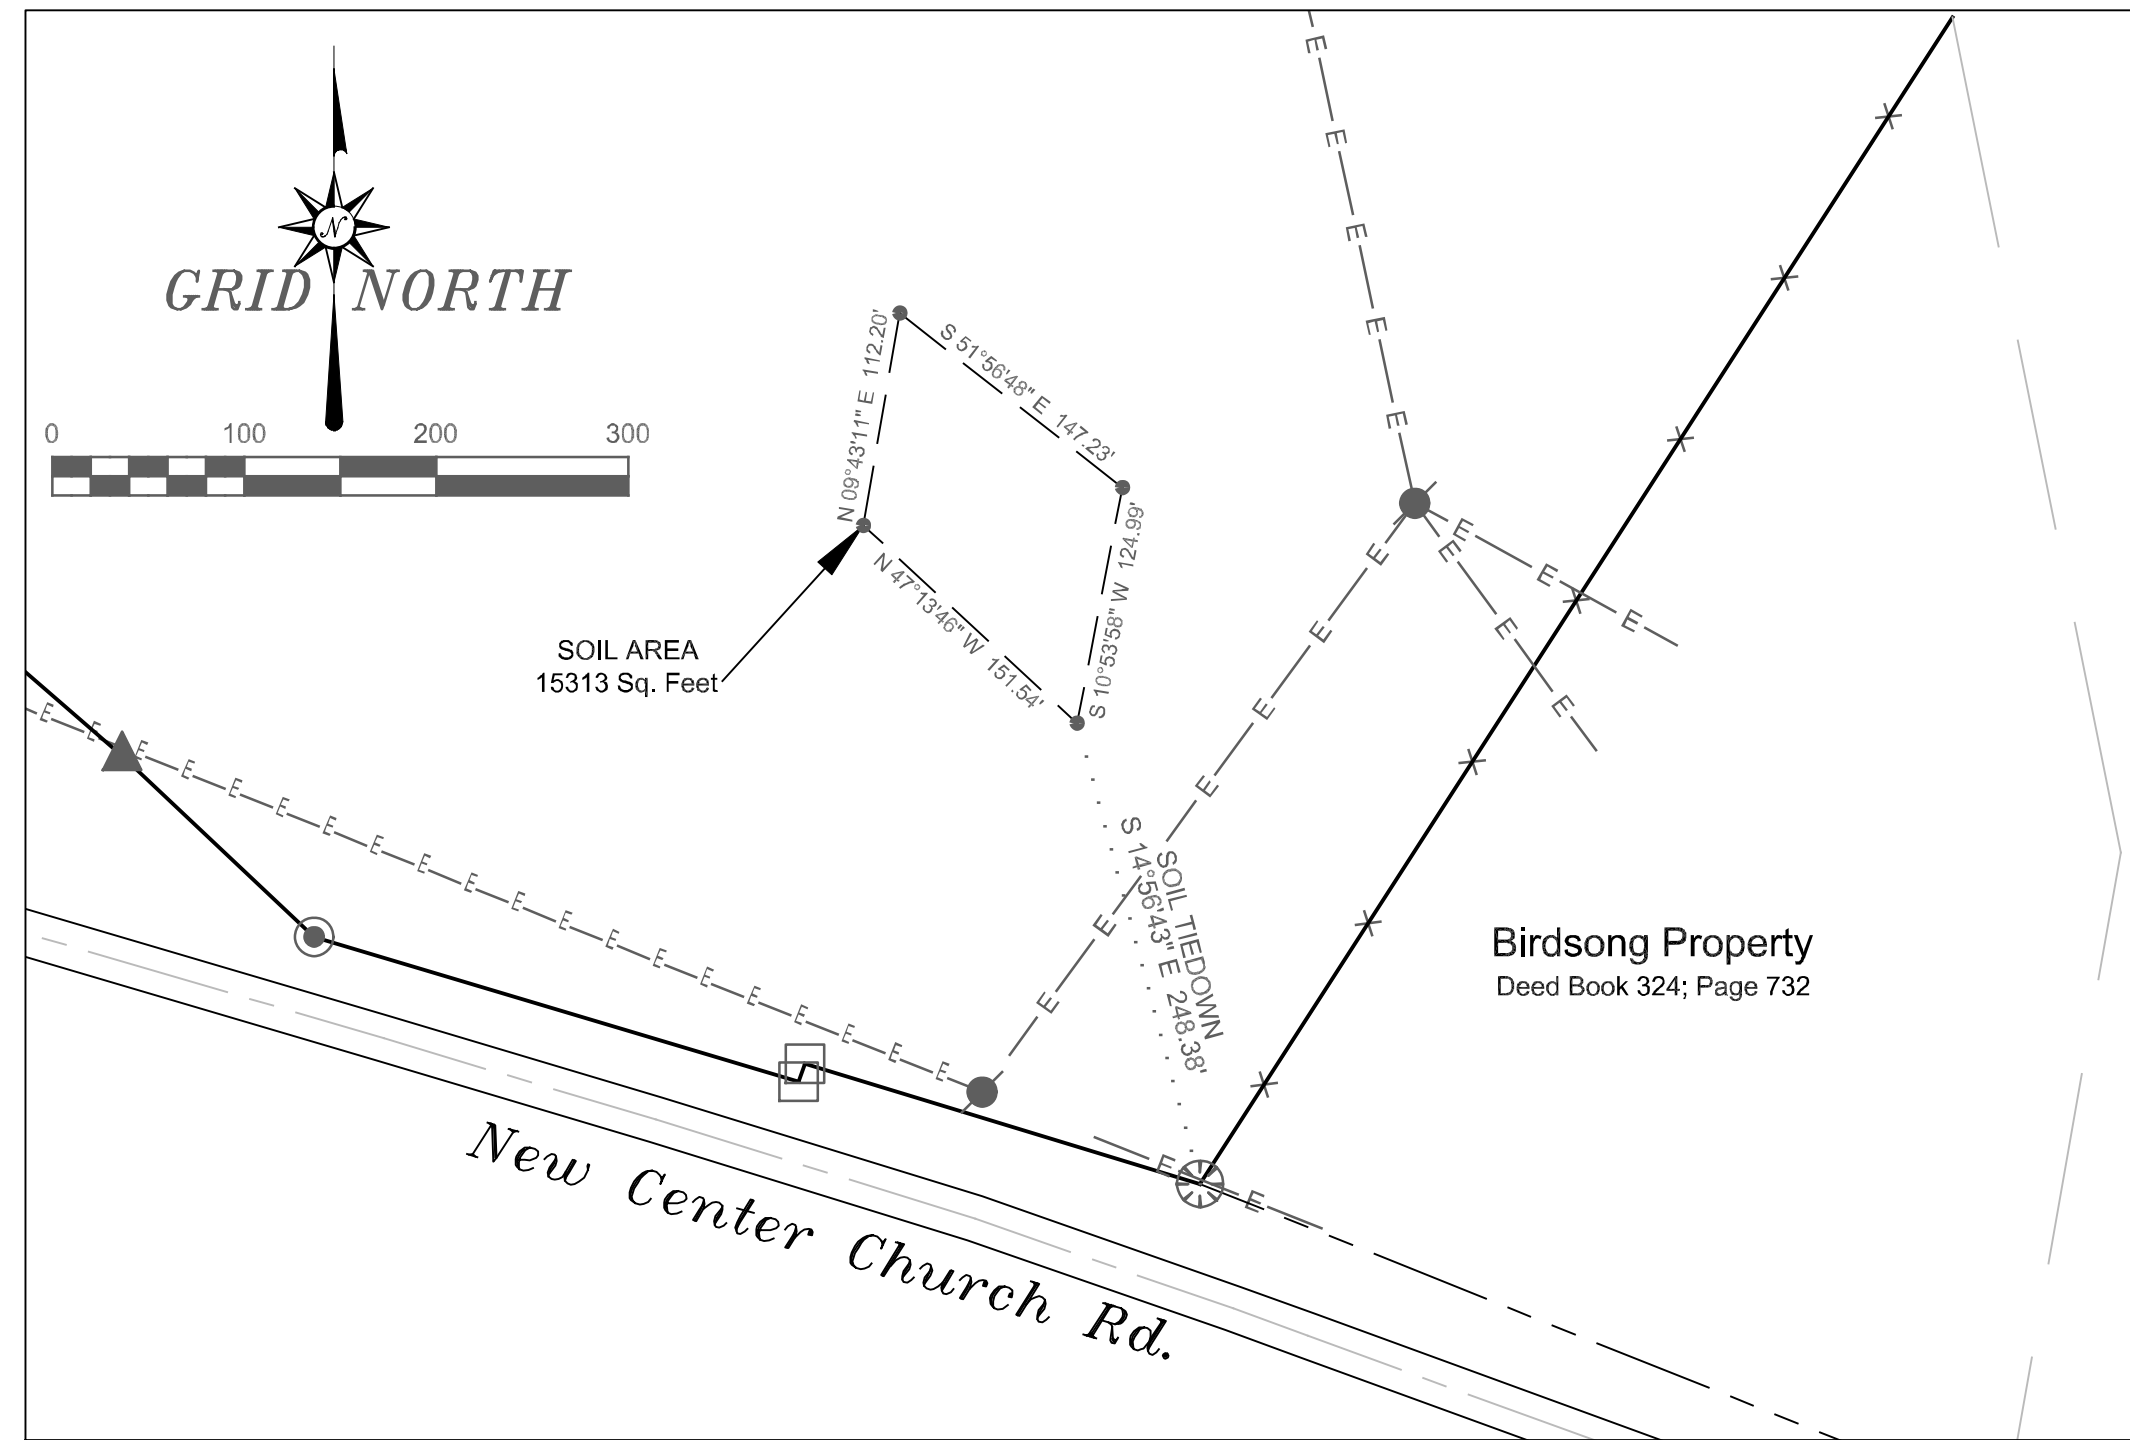 N
GRID NORTH
0 100 200 300
N 09°43'11" E 112.20'
S 51°56'48" E 147.23'
S 10°53'58" W 124.99'
N 47°13'46" W 151.54'
SOIL AREA
15313 Sq. Feet
SOIL TIEDOWN
S 14°56'43" E 248.38'
Birdsong Property
Deed Book 324; Page 732
New Center Church Rd.
E E E E E
E E E
E E E
E E E E E E E
E E E E E E E E E E E E E E E E E E E E
E E